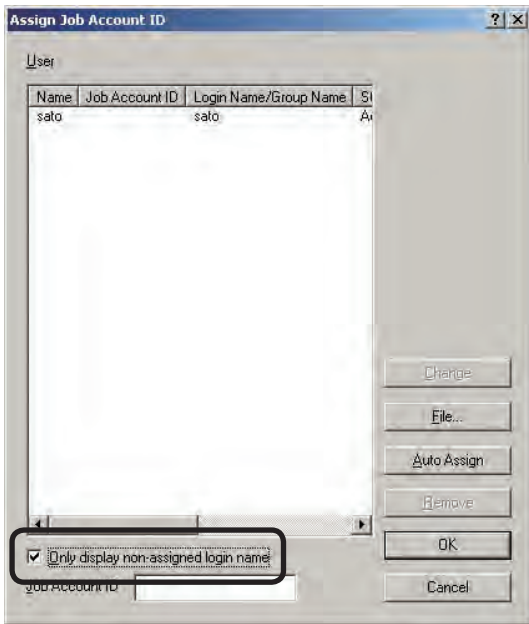 Assign Job Account ID
User
Name Job Account ID Login Name/Group Name
sato sato
Change
File...
Auto Assign
Remove
OK
Only display non-assigned login name
Job Account ID
Cancel